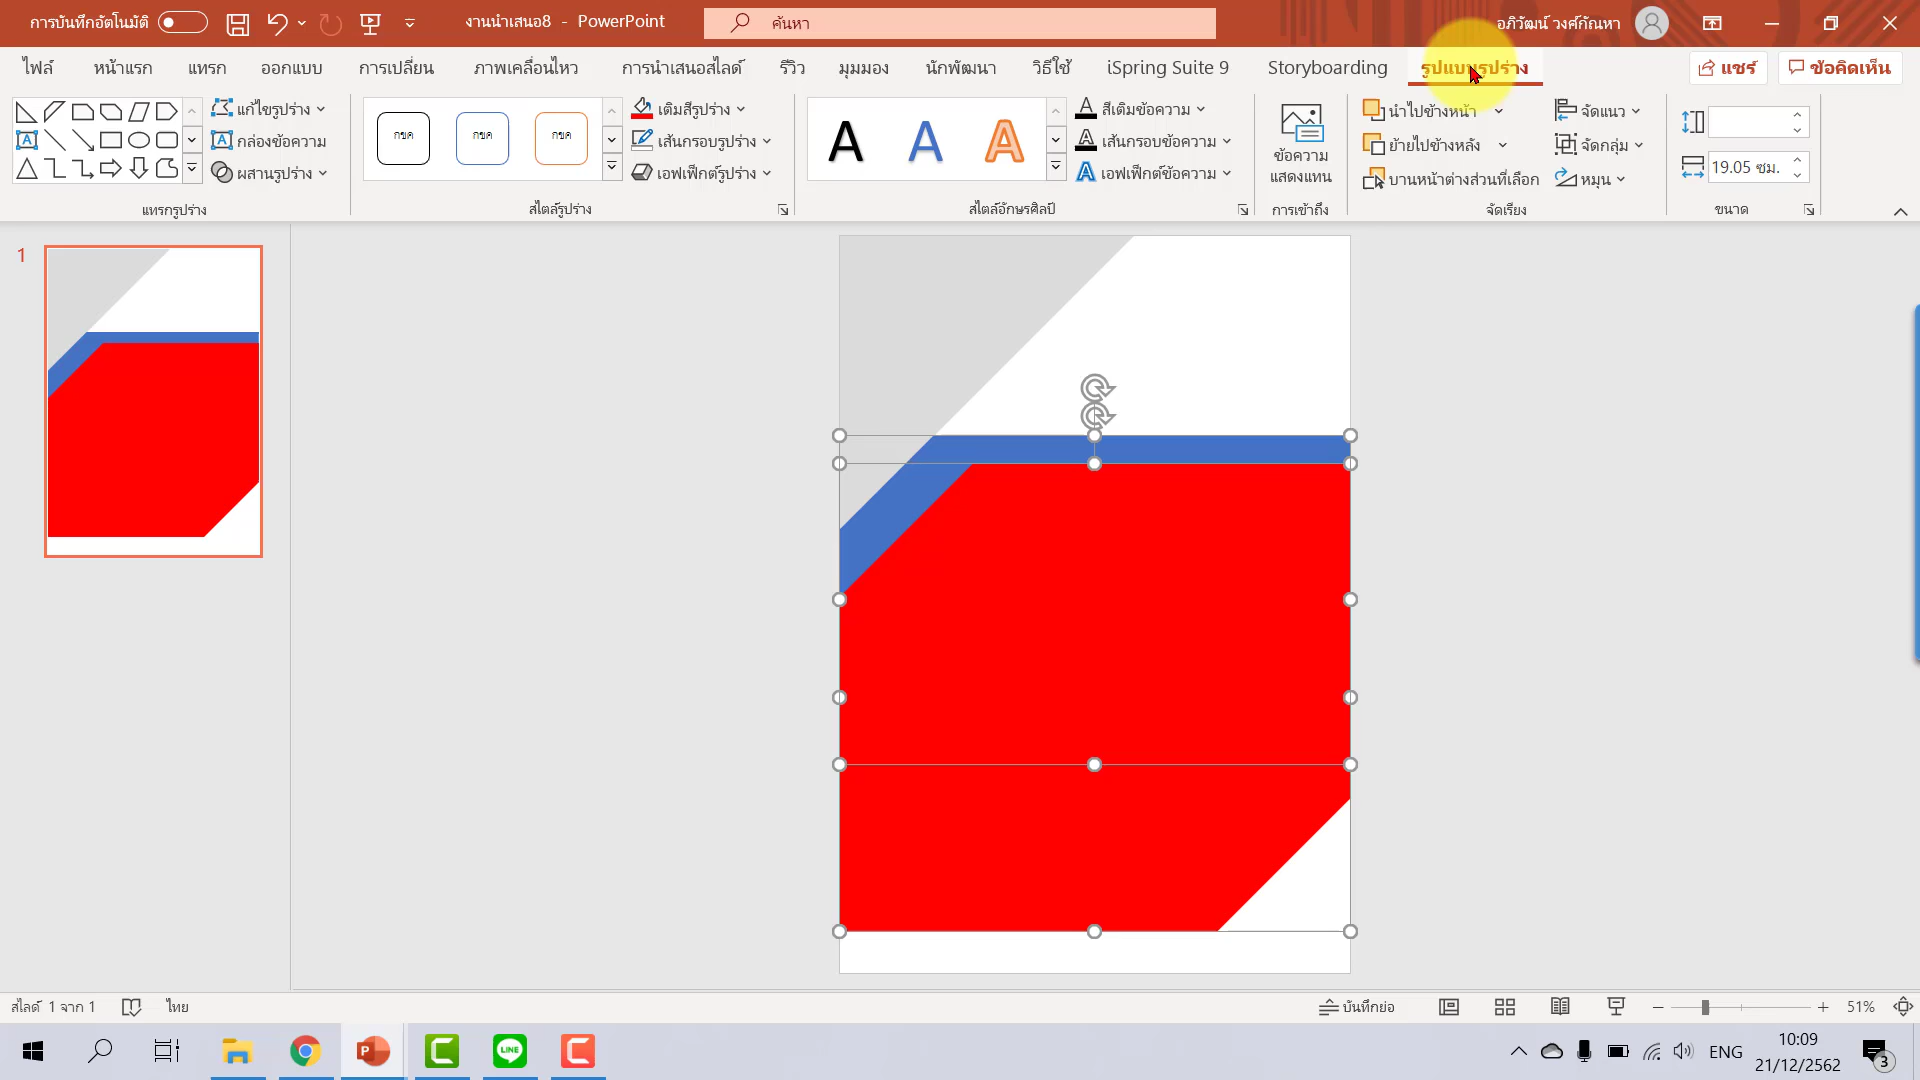 การบันทึกอัตโนมัติ
งานนำเสนอ8 - PowerPoint
ค้นหา
อภิวัฒน์ วงศ์กัณหา
ไฟล์ หน้าแรก แทรก ออกแบบ การเปลี่ยน ภาพเคลื่อนไหว การนำเสนอสไลด์ รีวิว มุมมอง นักพัฒนา วิธีใช้ iSpring Suite 9 Storyboarding รูปแบบรูปร่าง แชร์ ข้อคิดเห็น
แก้ไขรูปร่าง
กล่องข้อความ
ผสานรูปร่าง
แทรกรูปร่าง
กขค กขค กขค
เติมสีรูปร่าง
เส้นกรอบรูปร่าง
เอฟเฟ็กต์รูปร่าง
สไตล์รูปร่าง
A A A
สีเติมข้อความ
เส้นกรอบข้อความ
เอฟเฟ็กต์ข้อความ
สไตล์อักษรศิลป์
ข้อความ
แสดงแทน
การเข้าถึง
นำไปข้างหน้า
ย้ายไปข้างหลัง
บานหน้าต่างส่วนที่เลือก
จัดแนว
จัดกลุ่ม
หมุน
จัดเรียง
19.05 ซม.
ขนาด
1
สไลด์ 1 จาก 1 ไทย
บันทึกย่อ
51%
LINE
ENG
10:09
21/12/2562
3